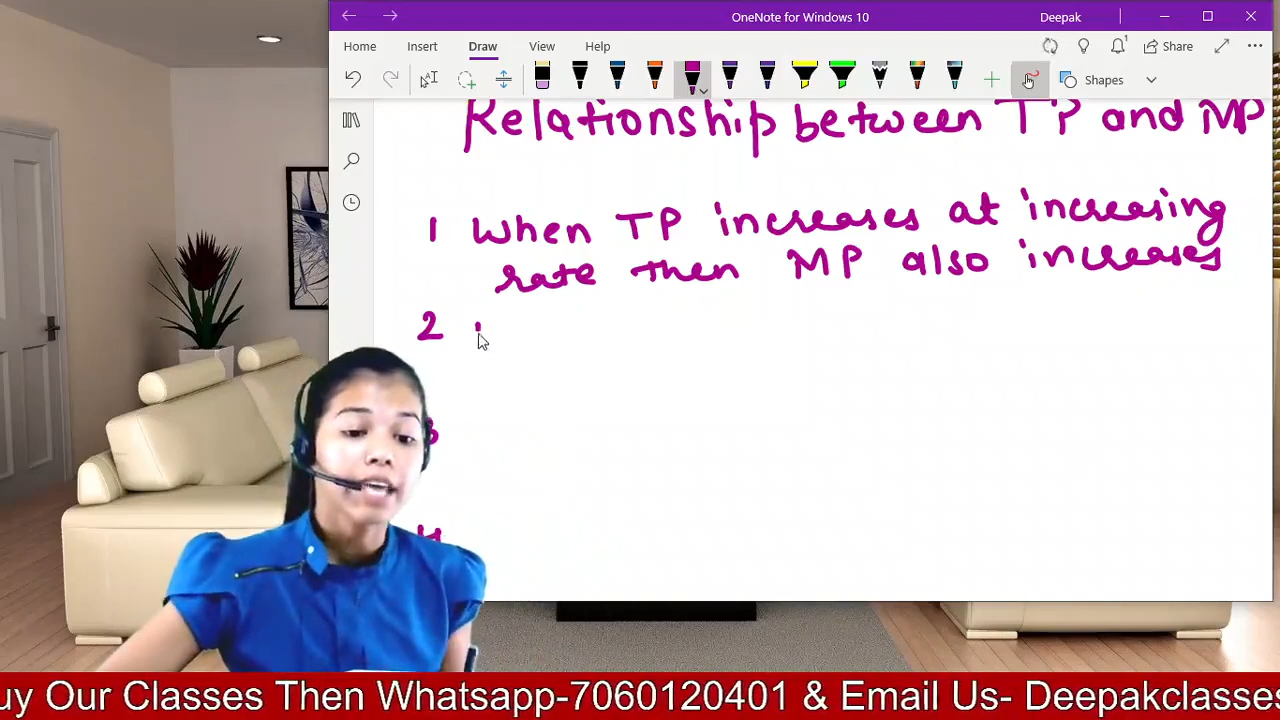 OneNote for Windows 10
Deepak
Home Insert Draw View Help
Share
Shapes
Relationship between TP and MP
1 When TP increases at increasing
rate then MP also increases
2
3
4
uy Our Classes Then Whatsapp-7060120401 & Email Us- Deepakclasses